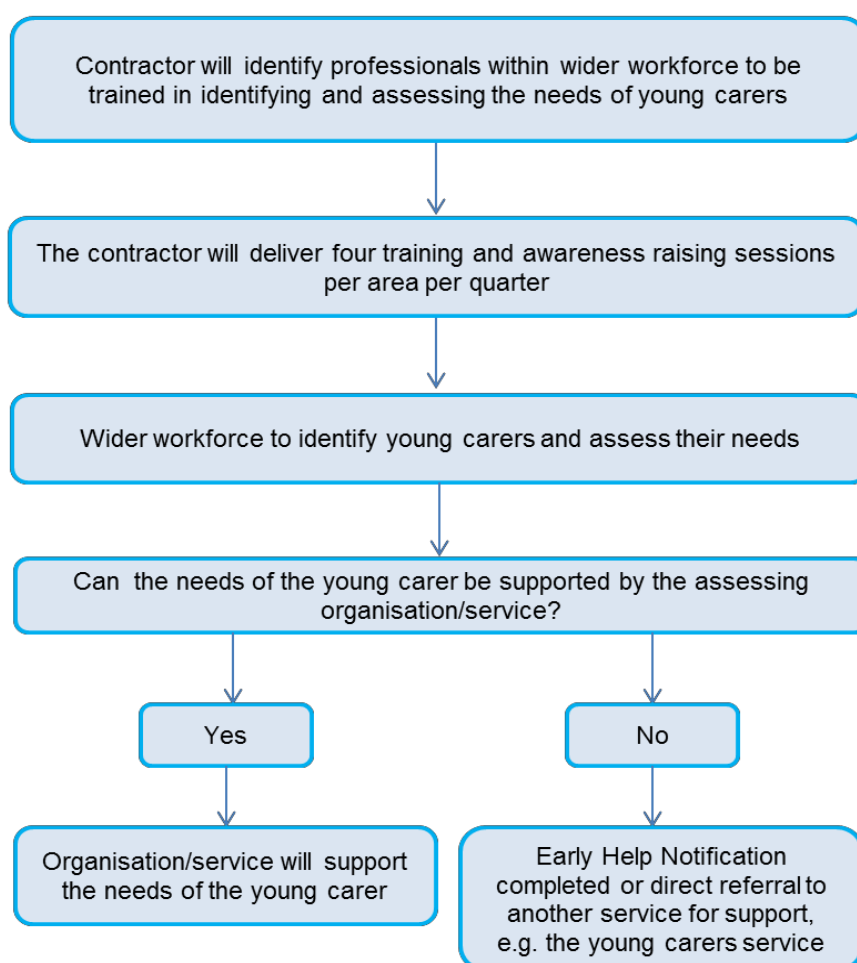 Contractor will identify professionals within wider workforce to be
trained in identifying and assessing the needs of young carers
The contractor will deliver four training and awareness raising sessions
per area per quarter
Wider workforce to identify young carers and assess their needs
Can the needs of the young carer be supported by the assessing
organisation/service?
Yes
No
Organisation/service will support
the needs of the young carer
Early Help Notification
completed or direct referral to
another service for support,
e.g. the young carers service